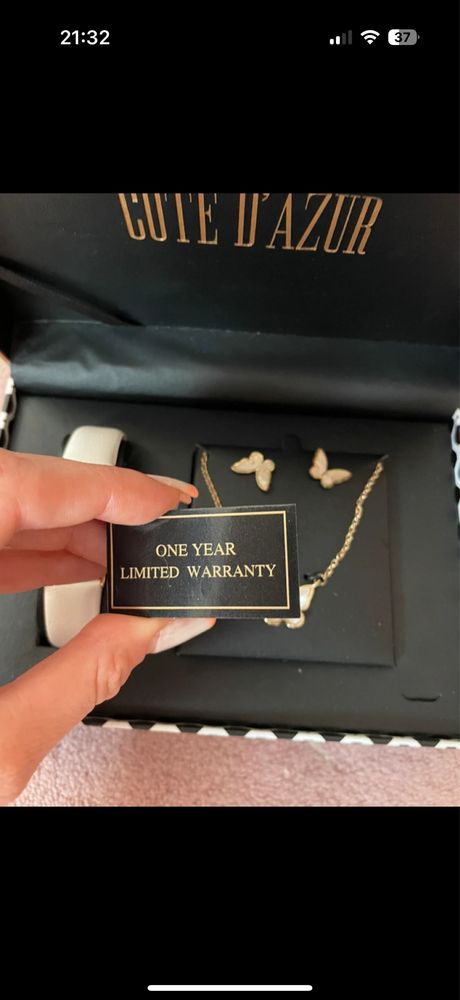 21:32
37
COTE D'AZUR
ONE YEAR
LIMITED WARRANTY